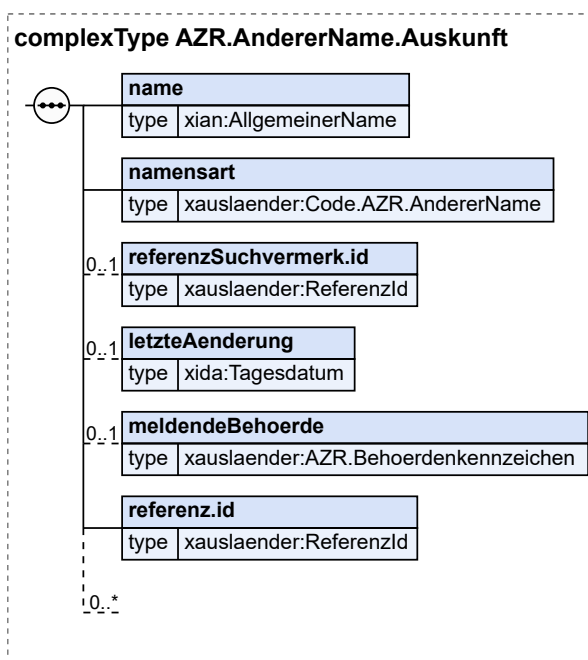 complexType AZR.AndererName.Auskunft
name
type xian:AllgemeinerName
namensart
type xauslaender:Code.AZR.AndererName
0..1 referenzSuchvermerk.id
type xauslaender:ReferenzId
0..1 letzteAenderung
type xida:Tagesdatum
0..1 meldendeBehoerde
type xauslaender:AZR.Behoerdenkennzeichen
referenz.id
type xauslaender:ReferenzId
0..*